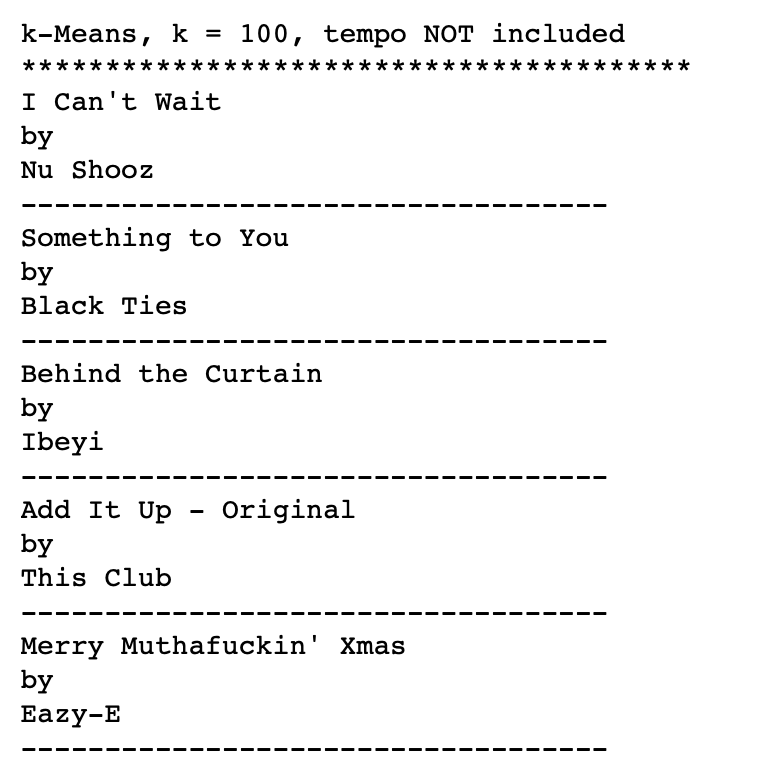 k-Means, k = 100, tempo NOT included
****************************************
I Can't Wait
by
Nu Shooz
-----------------------------------
Something to You
by
Black Ties
-----------------------------------
Behind the Curtain
by
Ibeyi
-----------------------------------
Add It Up - Original
by
This Club
-----------------------------------
Merry Muthafuckin' Xmas
by
Eazy-E
-----------------------------------